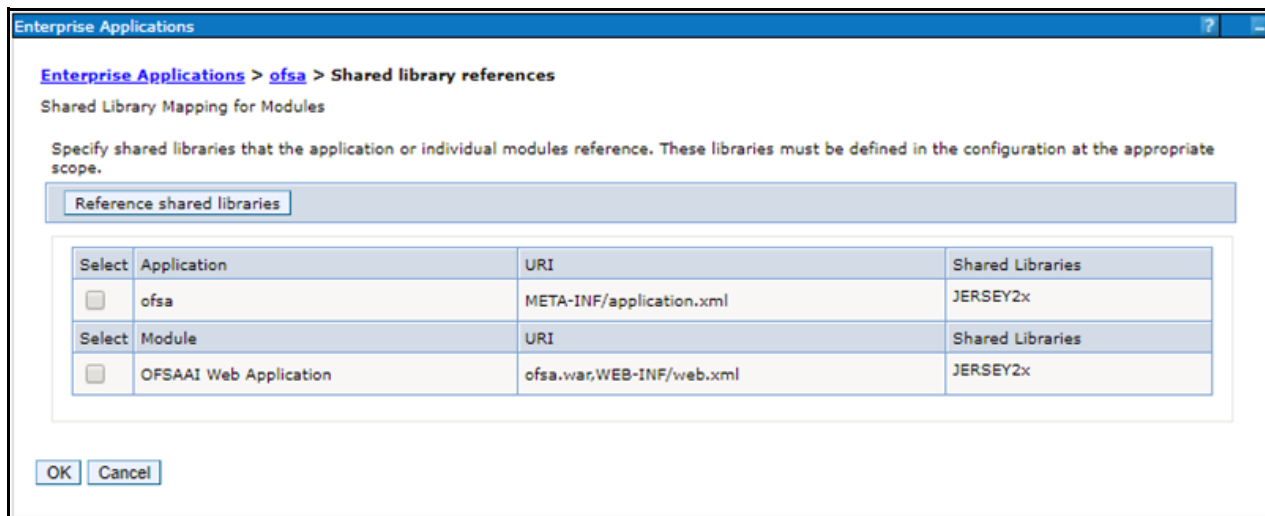 Enterprise Applications ? –
Enterprise Applications > ofsa > Shared library references
Shared Library Mapping for Modules
Specify shared libraries that the application or individual modules reference. These libraries must be defined in the configuration at the appropriate
scope.
Reference shared libraries
Select Application URI Shared Libraries
ofsa META-INF/application.xml JERSEY2x
Select Module URI Shared Libraries
OFSAAI Web Application ofsa.war,WEB-INF/web.xml JERSEY2x
OK Cancel